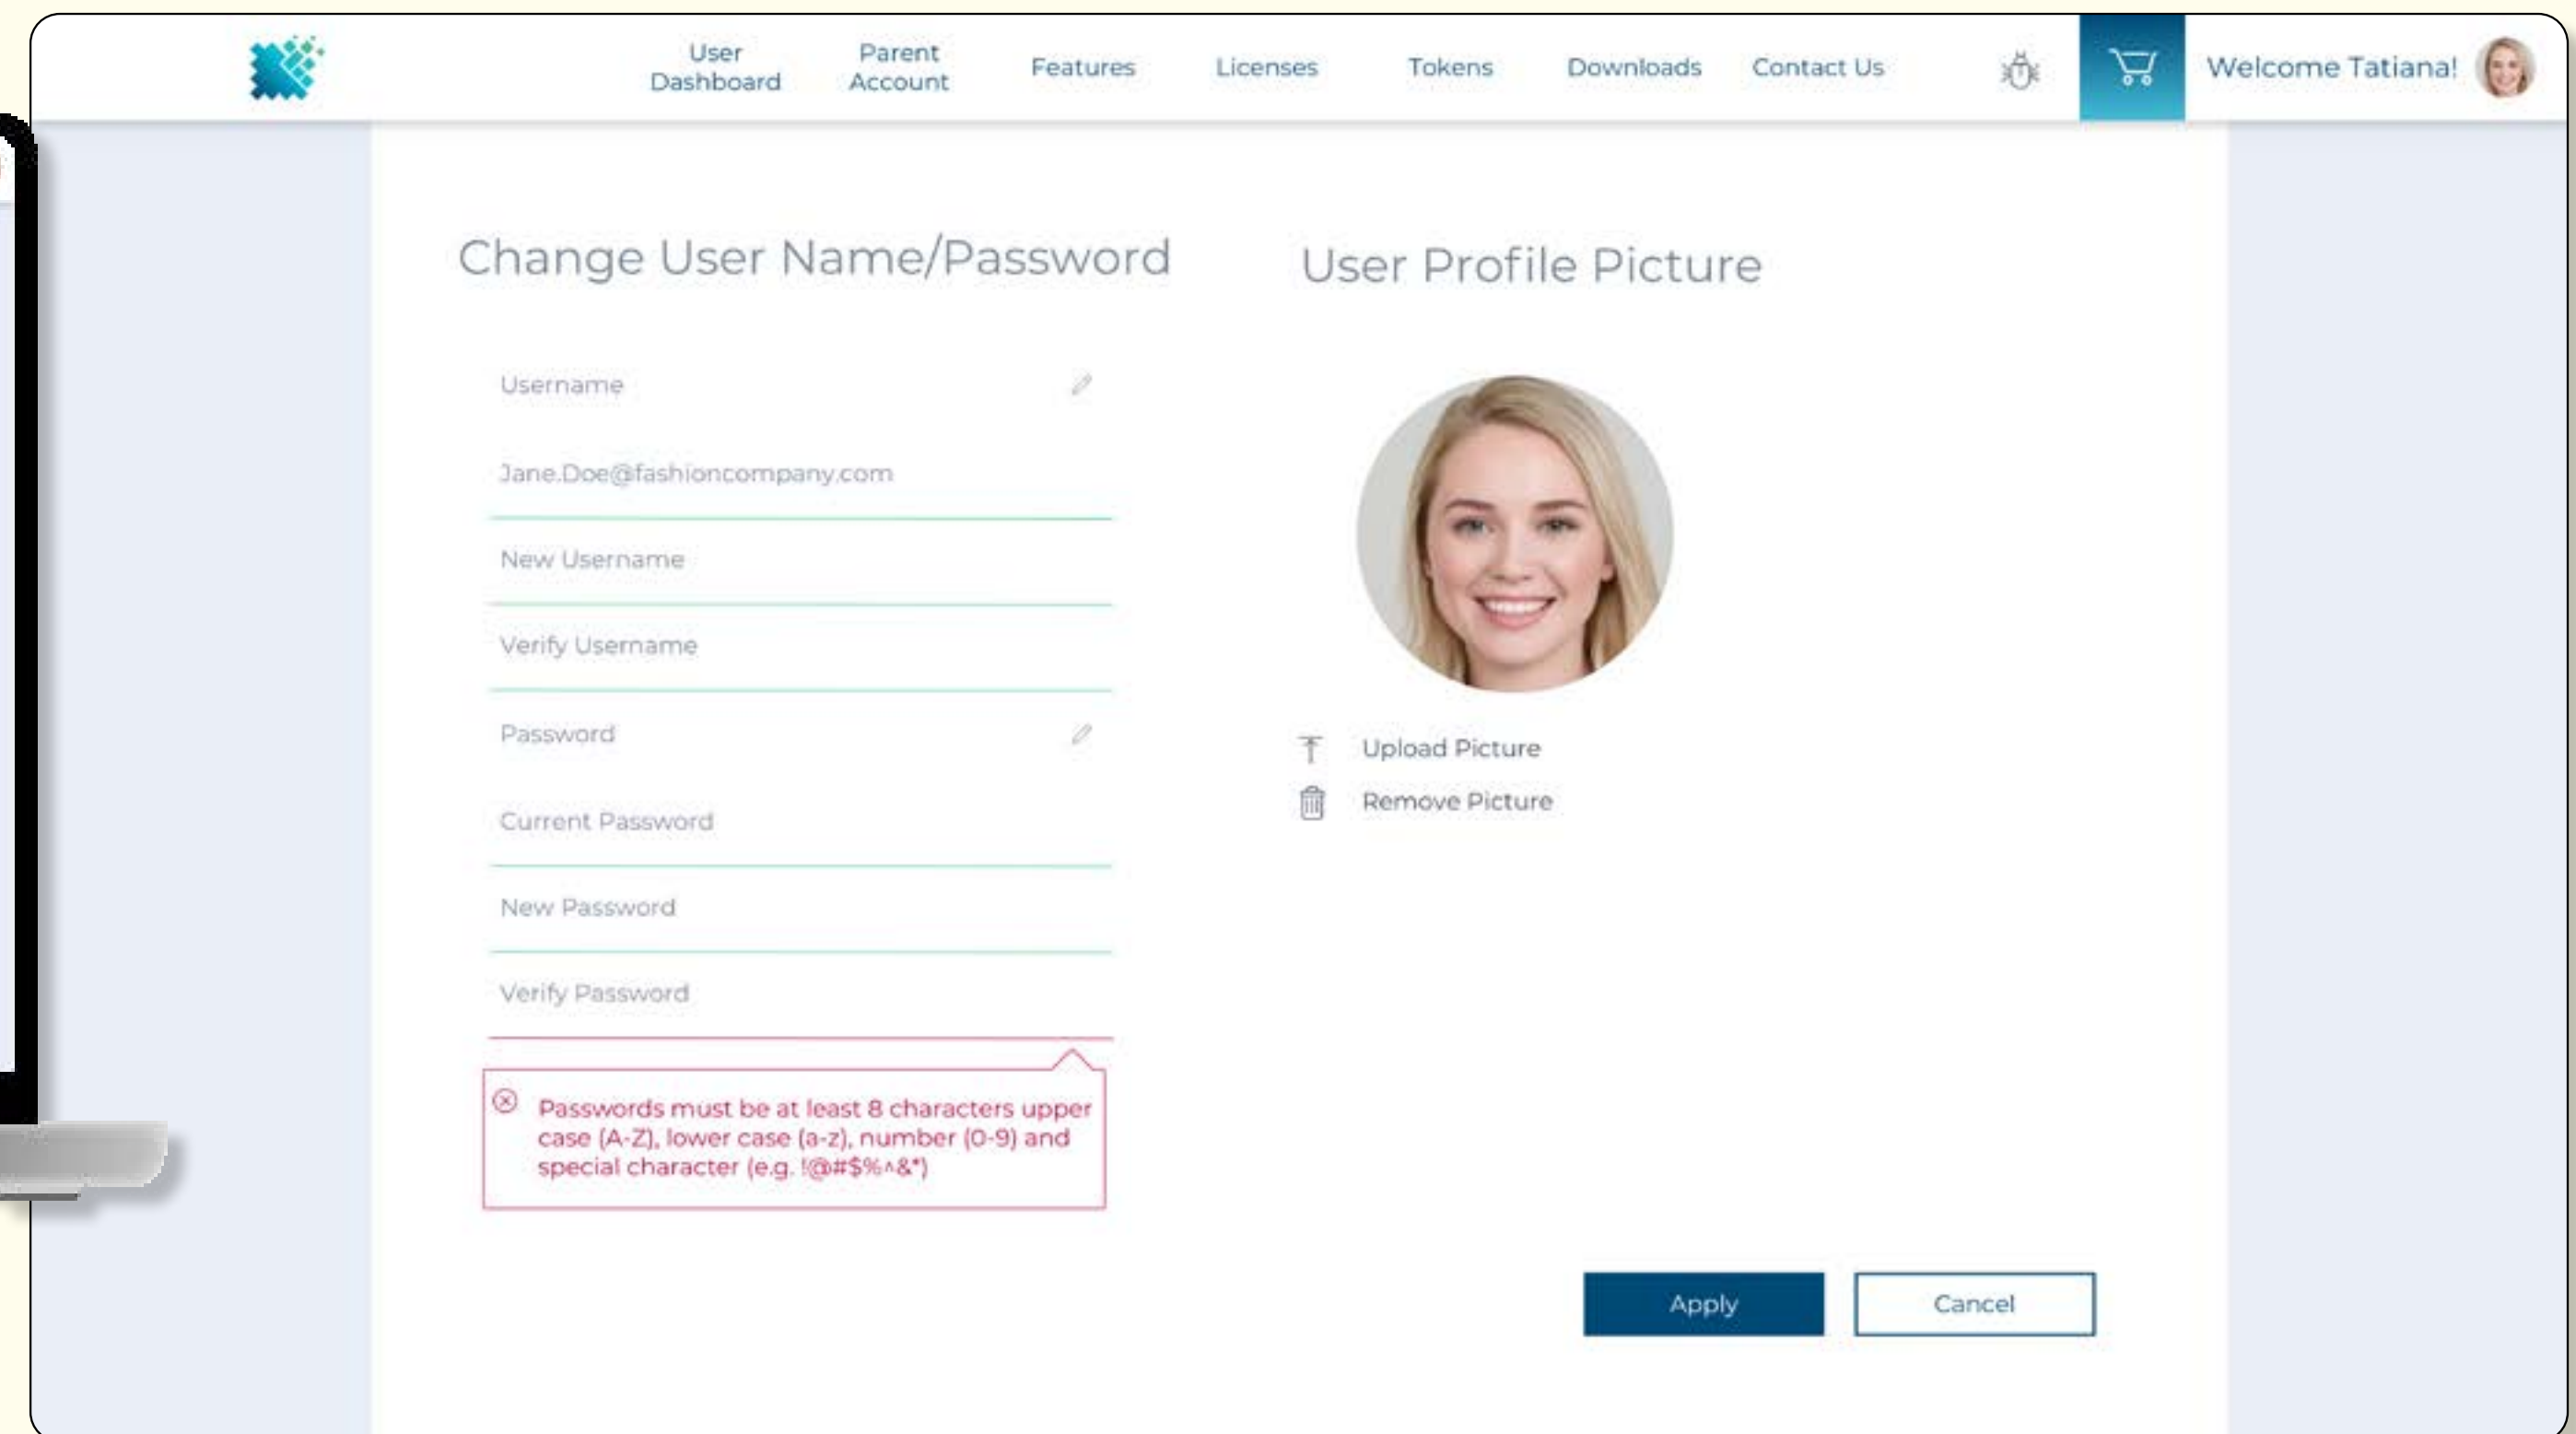 User
Dashboard
Parent
Account
Features
Licenses
Tokens
Downloads
Contact Us
Welcome Tatiana!
Change User Name/Password
Username
Jane.Doe@fashioncompany.com
New Username
Verify Username
Password
Current Password
New Password
Verify Password
Passwords must be at least 8 characters upper
case (A-Z), lower case (a-z), number (0-9) and
special character (e.g. !@#$%^&*)
User Profile Picture
Upload Picture
Remove Picture
Apply
Cancel